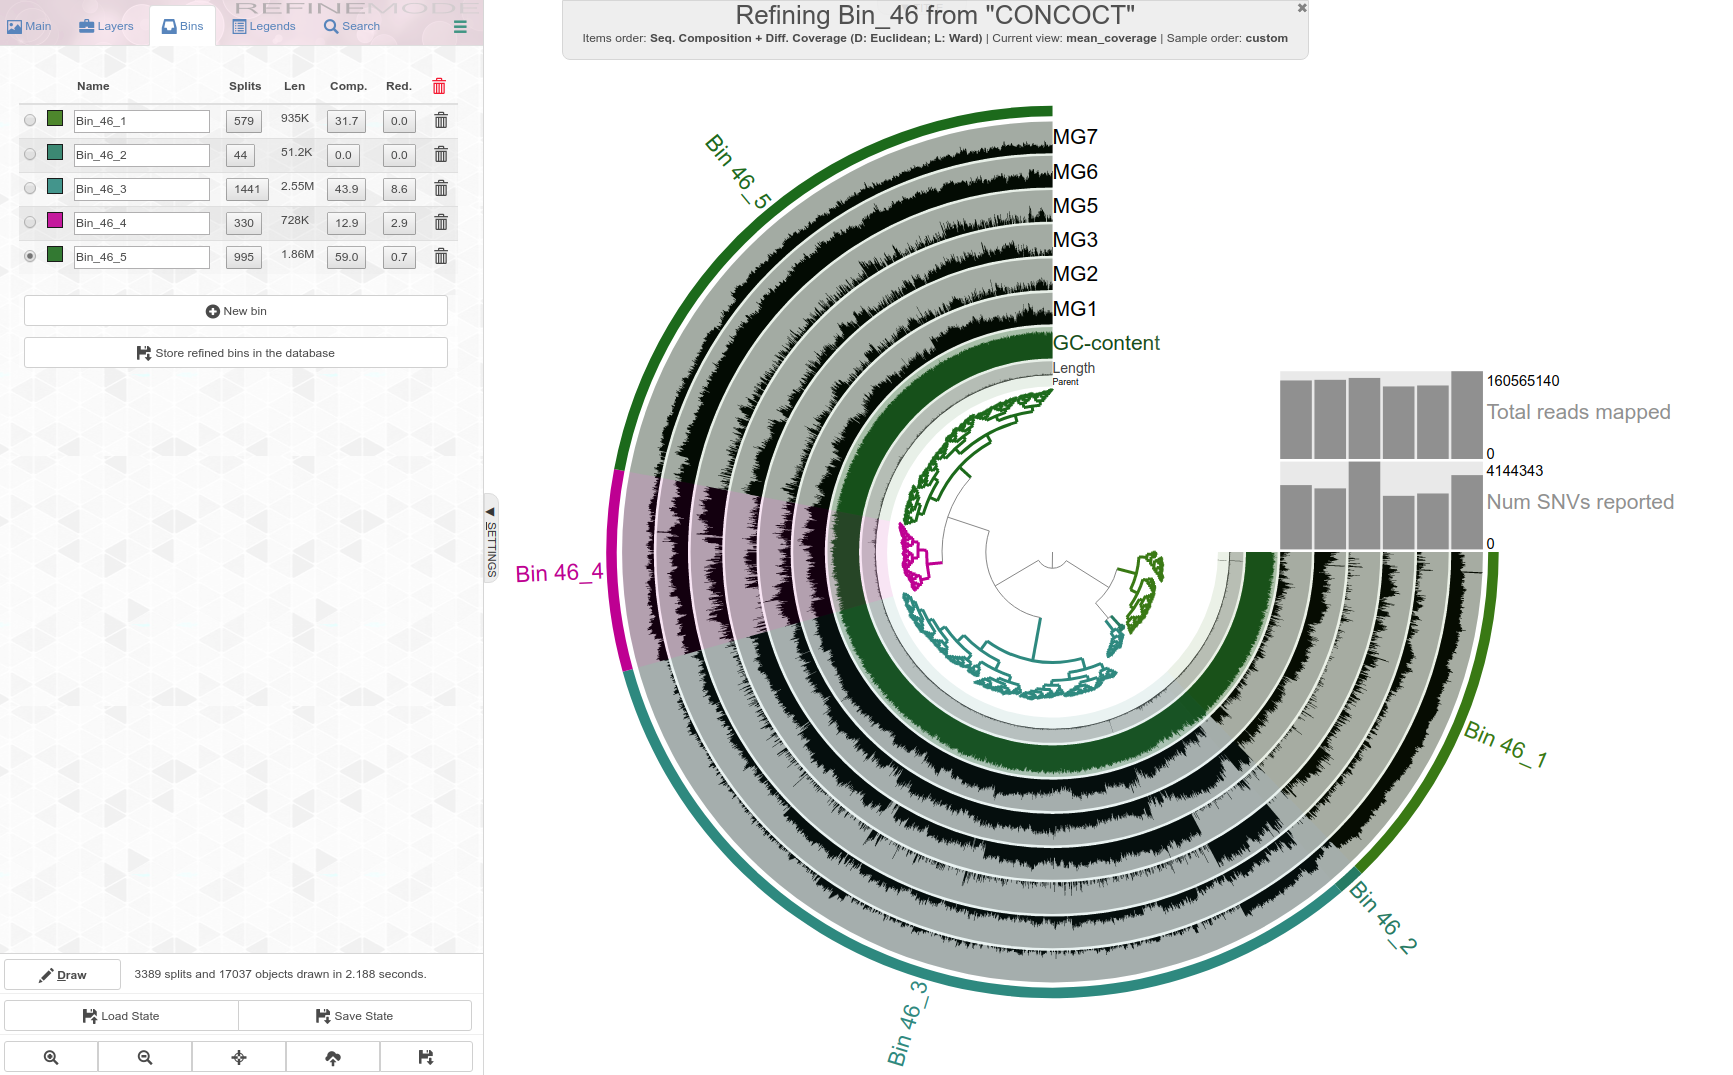 REFINEMODE
Main
Layers
Bins
Legends
Search
Name Splits Len Comp. Red.
Bin_46_1 579 935K 31.7 0.0
Bin_46_2 44 51.2K 0.0 0.0
Bin_46_3 1441 2.55M 43.9 8.6
Bin_46_4 330 728K 12.9 2.9
Bin_46_5 995 1.86M 59.0 0.7
New bin
Store refined bins in the database
Draw
3389 splits and 17037 objects drawn in 2.188 seconds.
Load State
Save State
◀ SETTINGS
Refining Bin_46 from "CONCOCT"
Items order: Seq. Composition + Diff. Coverage (D: Euclidean; L: Ward) | Current view: mean_coverage | Sample order: custom
MG7
MG6
MG5
MG3
MG2
MG1
GC-content
Length
Parent
Bin 46_5
Bin 46_4
Bin 46_3
Bin 46_2
Bin 46_1
160565140
Total reads mapped
0
4144343
Num SNVs reported
0